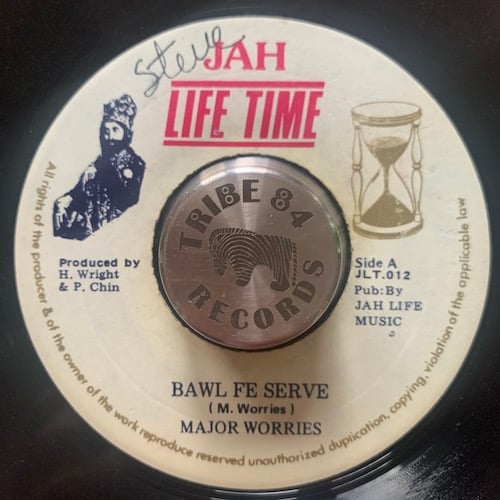 Steve
JAH
LIFE TIME
TRIBE 84
RECORDS
Produced by
H. Wright
& P. Chin
Side A
JLT.012
Pub:By
JAH LIFE
MUSIC
BAWL FE SERVE
( M. Worries )
MAJOR WORRIES
All rights of the producer & of the owner of the work reproduce reserved unauthorized duplication, copying, violation of the applicable law